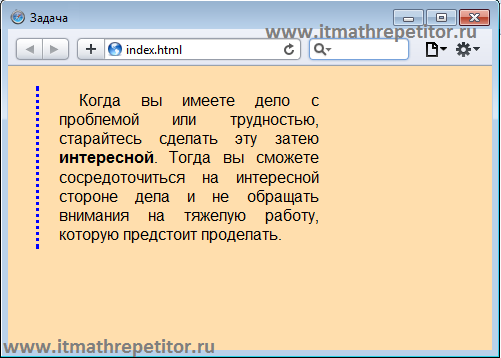 Задача
www.itmathrepetitor.ru
index.html
Когда вы имеете дело с
проблемой или трудностью,
старайтесь сделать эту затею
интересной. Тогда вы сможете
сосредоточиться на интересной
стороне дела и не обращать
внимания на тяжелую работу,
которую предстоит проделать.
www.itmathrepetitor.ru